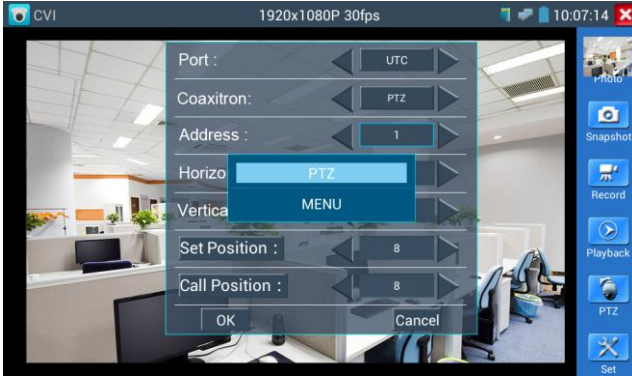 CVI 1920x1080P 30fps 10:07:14
Port : UTC
Coaxitron: PTZ
Address : 1
Horizo
PTZ
MENU
Vertica
Set Position : 8
Call Position : 8
OK Cancel
Photo
Snapshot
Record
Playback
PTZ
Set